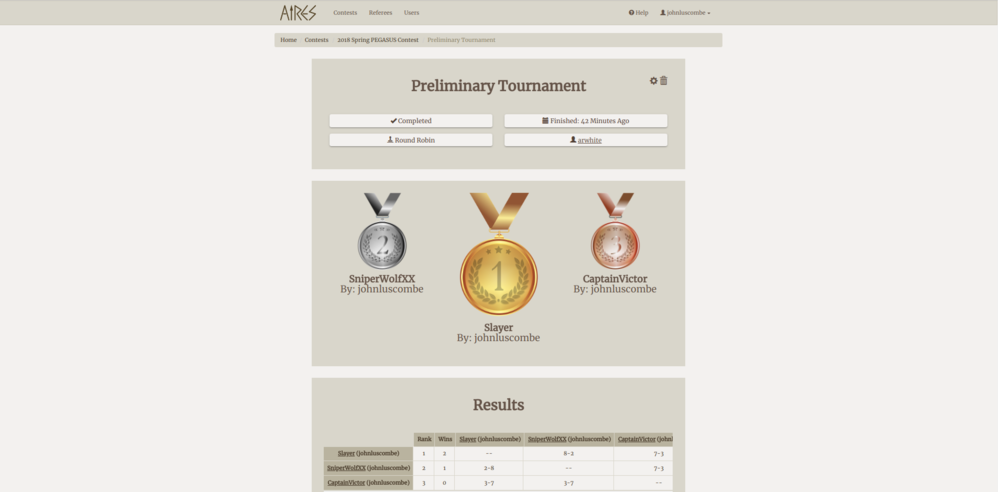 AIRES Contests Referees Users Help johnluscombe
Home Contests 2018 Spring PEGASUS Contest Preliminary Tournament
Preliminary Tournament
Completed Finished: 42 Minutes Ago
Round Robin arwhite
2 1 3
SniperWolfXX CaptainVictor
By: johnluscombe By: johnluscombe
Slayer
By: johnluscombe
Results
Rank Wins Slayer (johnluscombe) SniperWolfXX (johnluscombe) CaptainVictor (johnl
Slayer (johnluscombe) 1 2 -- 8-2 7-3
SniperWolfXX (johnluscombe) 2 1 2-8 -- 7-3
CaptainVictor (johnluscombe) 3 0 3-7 3-7 --